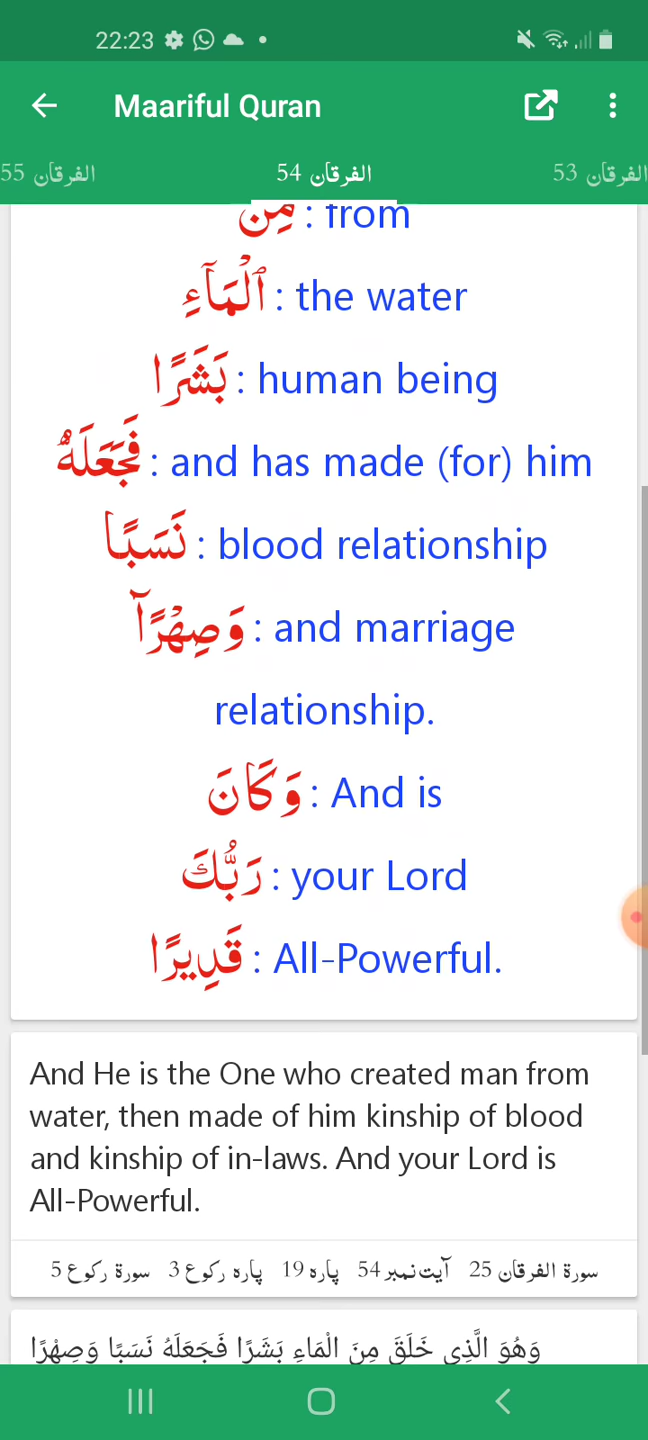 22:23
Maariful Quran
الفرقان 55 الفرقان 54 الفرقان 53
مِنَ : from
ٱلْمَآءِ : the water
بَشَرًا : human being
فَجَعَلَهُۥ : and has made (for) him
نَسَبًا : blood relationship
وَصِهْرًآ : and marriage
relationship.
وَكَانَ : And is
رَبُّكَ : your Lord
قَدِيرًا : All-Powerful.
And He is the One who created man from
water, then made of him kinship of blood
and kinship of in-laws. And your Lord is
All-Powerful.
سورة الفرقان 25 آیت نمبر 54 پارہ 19 پارہ رکوع 3 سورۃ رکوع 5
وَهُوَ الَّذِي خَلَقَ مِنَ الْمَاءِ بَشَرًا فَجَعَلَهُ نَسَبًا وَصِهْرًا